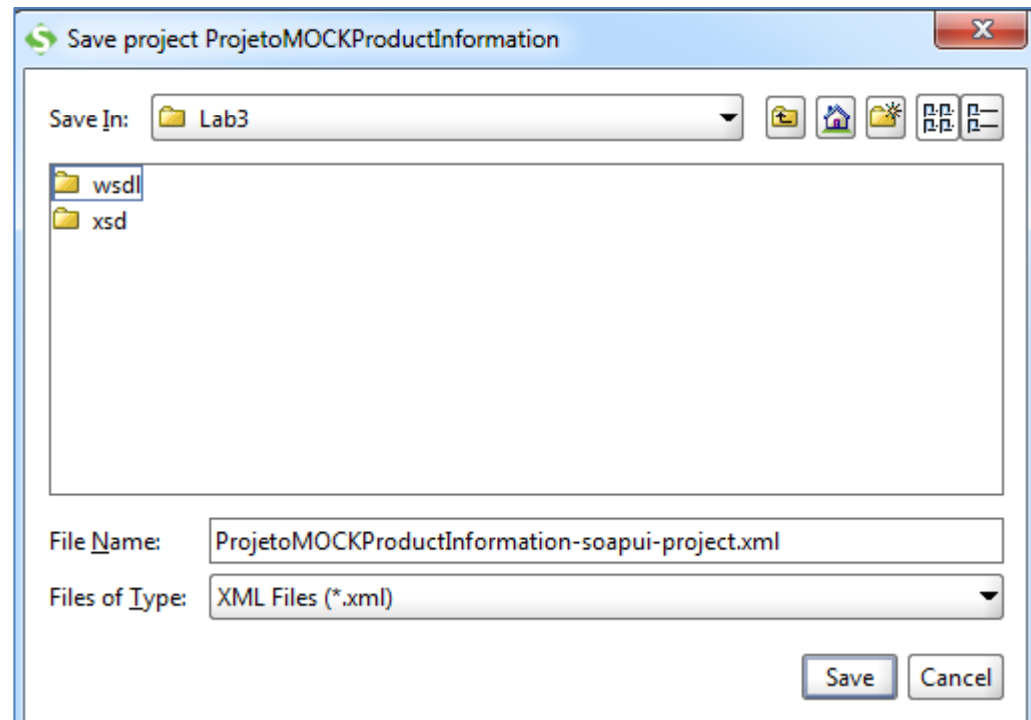 Save project ProjetoMOCKProductInformation
Save In: Lab3
wsdl
xsd
File Name: ProjetoMOCKProductInformation-soapui-project.xml
Files of Type: XML Files (*.xml)
Save Cancel